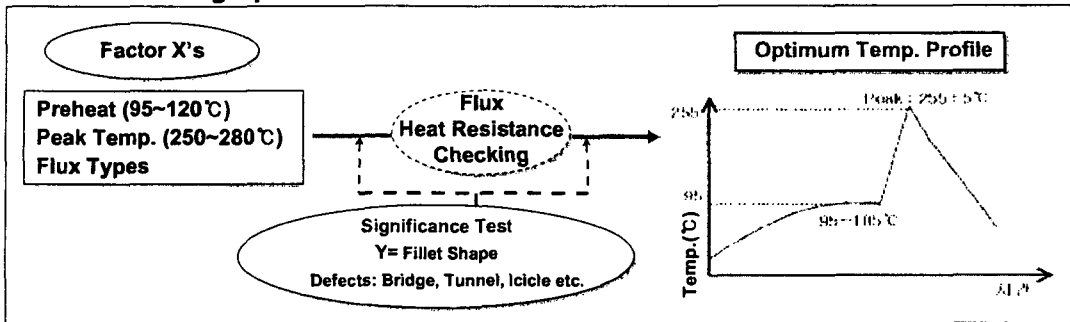 Factor X's
Preheat (95~120℃)
Peak Temp. (250~280℃)
Flux Types
Flux
Heat Resistance
Checking
Significance Test
Y= Fillet Shape
Defects: Bridge, Tunnel, Icicle etc.
Optimum Temp. Profile
Peak : 255±5℃
255
95
95~105℃
Temp.(℃)
시간